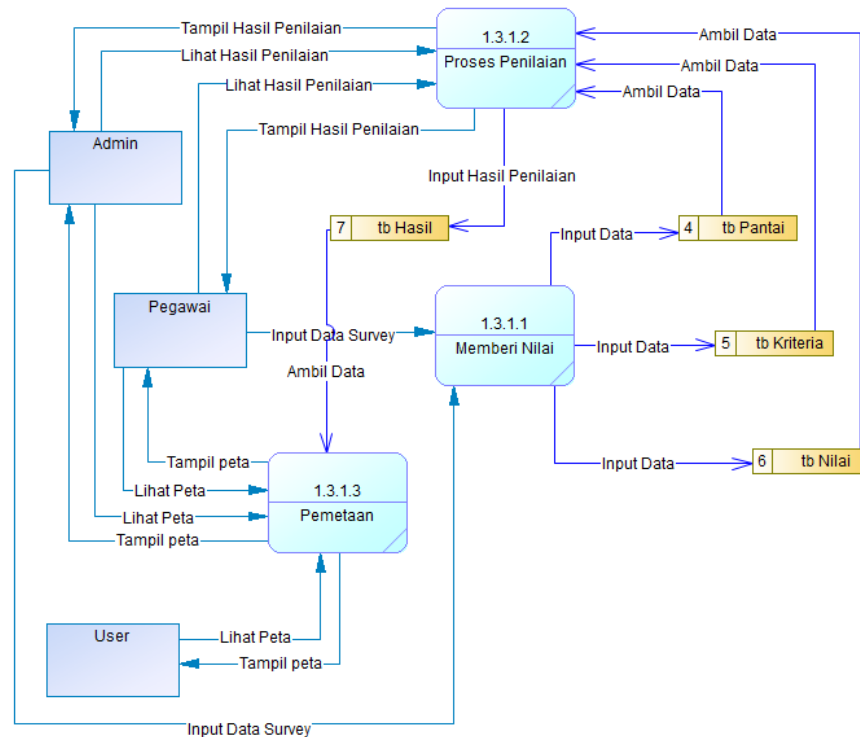 Tampil Hasil Penilaian
1.3.1.2
Ambil Data
Lihat Hasil Penilaian
Proses Penilaian
Ambil Data
Lihat Hasil Penilaian
Ambil Data
Tampil Hasil Penilaian
Admin
Input Hasil Penilaian
7 tb Hasil
Input Data
4 tb Pantai
Pegawai
1.3.1.1
Input Data Survey
Memberi Nilai
Input Data
5 tb Kriteria
Ambil Data
Tampil peta
Input Data
6 tb Nilai
Lihat Peta
1.3.1.3
Lihat Peta
Pemetaan
Tampil peta
User
Lihat Peta
Tampil peta
Input Data Survey